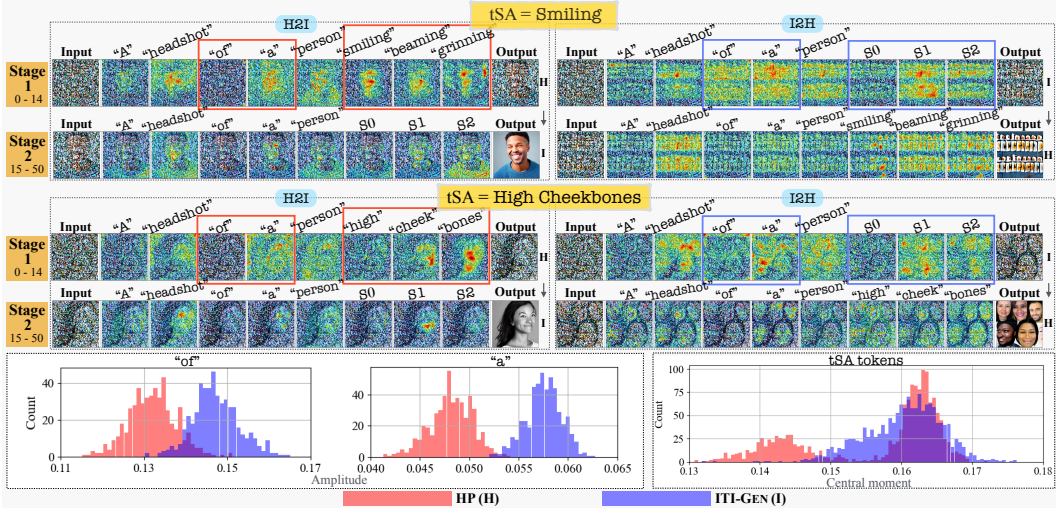 tSA = Smiling
H2I
I2H
Input "A" "headshot" "of" "a" "person" "smiling" "beaming" "grinning" Output
Input "A" "headshot" "of" "a" "person" S0 S1 S2 Output
Stage 1
0 - 14
H
I
Input "A" "headshot" "of" "a" "person" S0 S1 S2 Output
Input "A" "headshot" "of" "a" "person" "smiling" "beaming" "grinning" Output
Stage 2
15 - 50
I
H
tSA = High Cheekbones
H2I
I2H
Input "A" "headshot" "of" "a" "person" "high" "cheek" "bones" Output
Input "A" "headshot" "of" "a" "person" S0 S1 S2 Output
Stage 1
0 - 14
H
I
Input "A" "headshot" "of" "a" "person" S0 S1 S2 Output
Input "A" "headshot" "of" "a" "person" "high" "cheek" "bones" Output
Stage 2
15 - 50
I
H
"of"
"a"
tSA tokens
Count
40
20
0
0.11 0.13 0.15 0.17
40
20
0
0.040 0.045 0.050 0.055 0.060 0.065
Amplitude
100
75
50
25
0
0.13 0.14 0.15 0.16 0.17 0.18
Central moment
HP (H)
ITI-GEN (I)